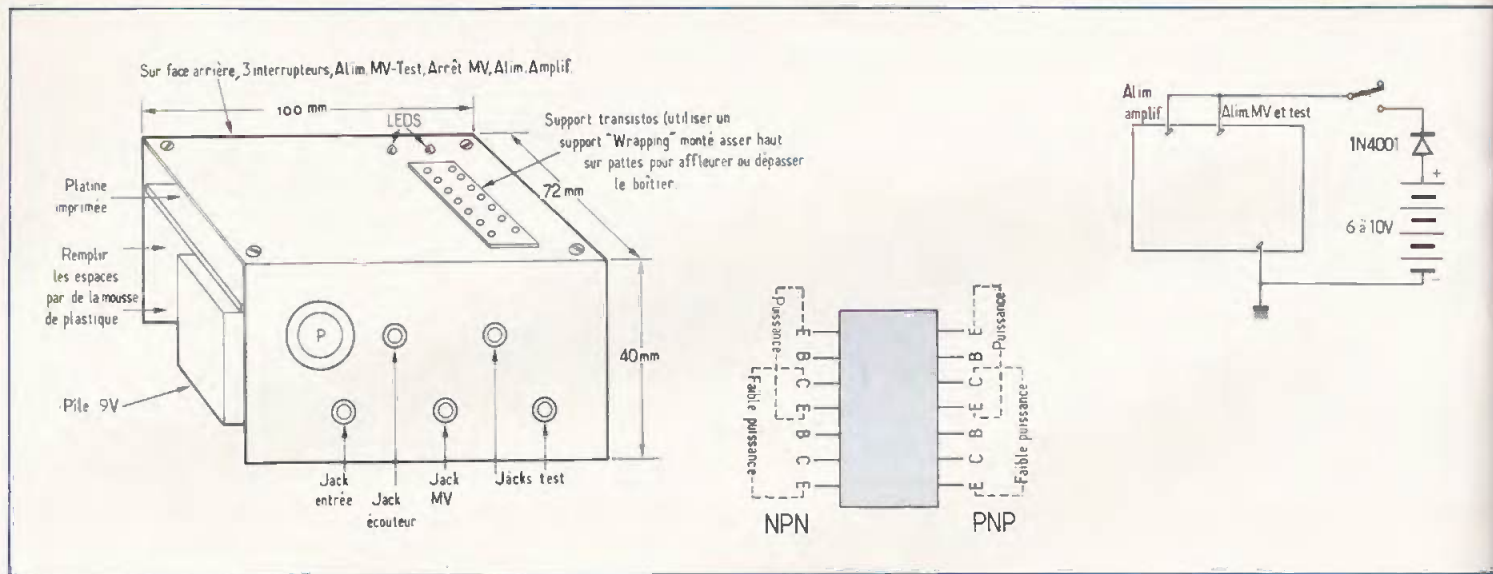 Sur face arrière, 3 interrupteurs, Alim. MV-Test, Arrêt MV, Alim. Amplif.
100 mm
LEDS
Support transistos (utiliser un
support "Wrapping" monté asser haut
sur pattes pour affleurer ou dépasser
le boîtier.
72 mm
Platine
imprimée
Remplir
les espaces
par de la mousse
de plastique
Pile 9V
P
40mm
Jack
entrée
Jack
écouteur
Jack
MV
Jacks test
Puissance
Faible puissance
E
B
C
E
B
C
E
NPN
E
B
C
E
B
C
E
Puissance
Faible puissance
PNP
Alim
amplif
Alim.MV et test
1N4001
+
6 à 10V
-